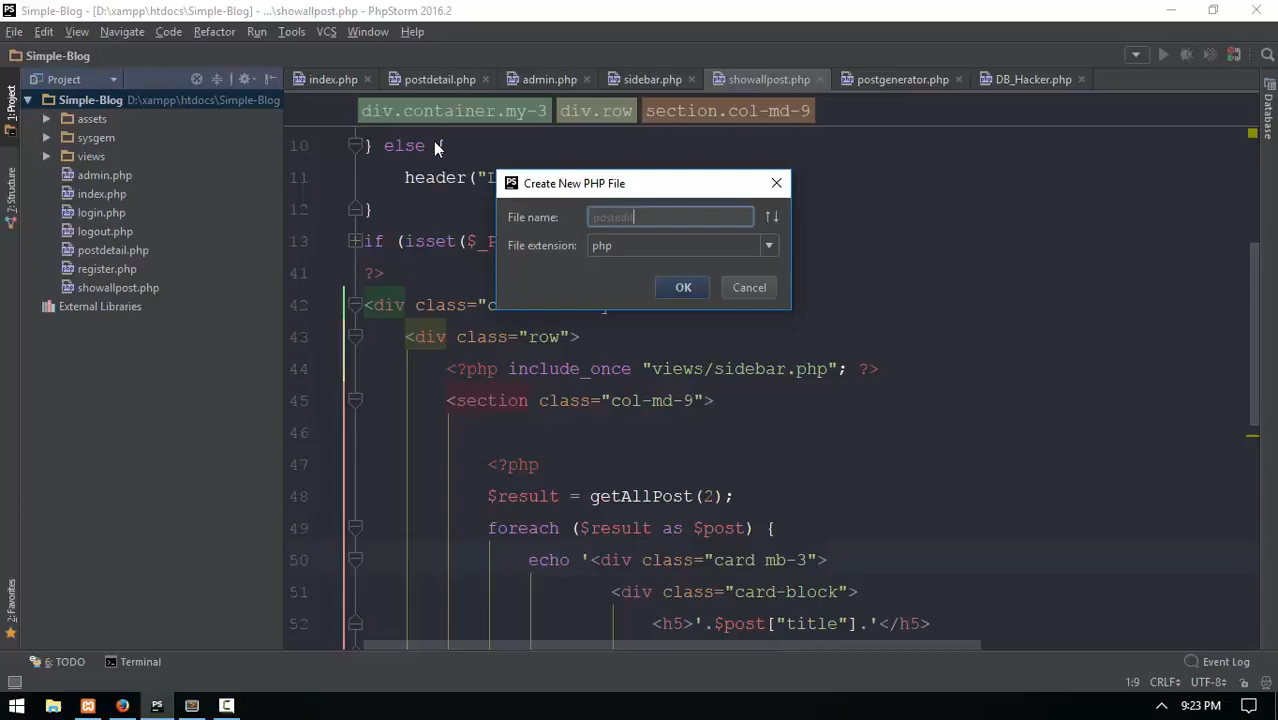 Simple-Blog - [D:\xampp\htdocs\Simple-Blog] - ...\showallpost.php - PhpStorm 2016.2
File Edit View Navigate Code Refactor Run Tools VCS Window Help
Simple-Blog
Project
index.php postdetail.php admin.php sidebar.php showallpost.php postgenerator.php DB_Hacker.php
1: Project
7: Structure
2: Favorites
Database
Simple-Blog D:\xampp\htdocs\Simple-Blog
assets
sysgem
views
admin.php
index.php
login.php
logout.php
postdetail.php
register.php
showallpost.php
External Libraries
div.container.my-3 div.row section.col-md-9
10 } else {
11 header("
12 }
13 if (isset($_P
41 ?>
42 <div class="c
43 <div class="row">
44 <?php include_once "views/sidebar.php"; ?>
45 <section class="col-md-9">
46
47 <?php
48 $result = getAllPost(2);
49 foreach ($result as $post) {
50 echo '<div class="card mb-3">
51 <div class="card-block">
52 <h5>'.$post["title"].'</h5>
Create New PHP File
File name: postedit
File extension: php
OK Cancel
6: TODO Terminal Event Log
1:9 CRLF UTF-8
9:23 PM